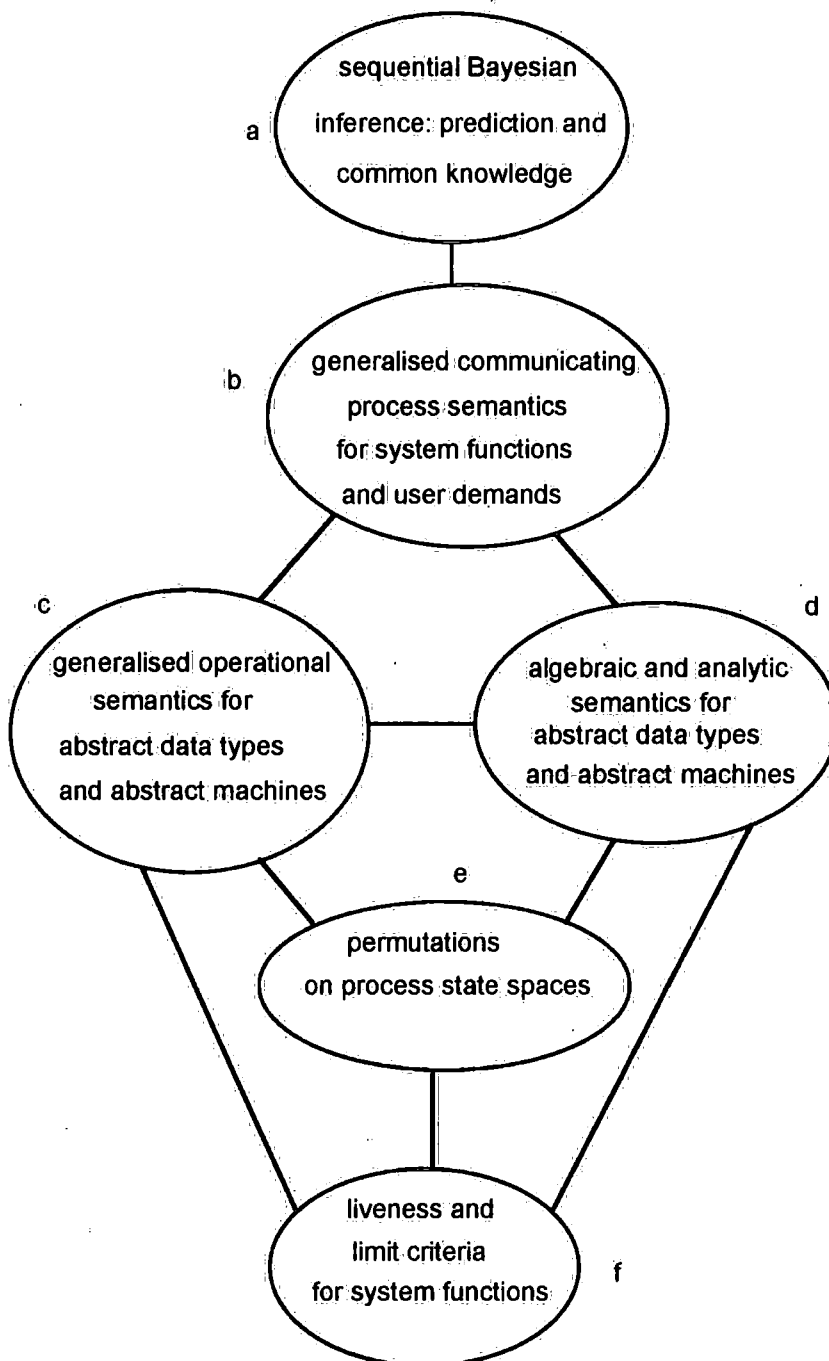 sequential Bayesian
inference: prediction and
common knowledge
a
generalised communicating
process semantics
for system functions
and user demands
b
c
generalised operational
semantics for
abstract data types
and abstract machines
d
algebraic and analytic
semantics for
abstract data types
and abstract machines
e
permutations
on process state spaces
liveness and
limit criteria
for system functions
f